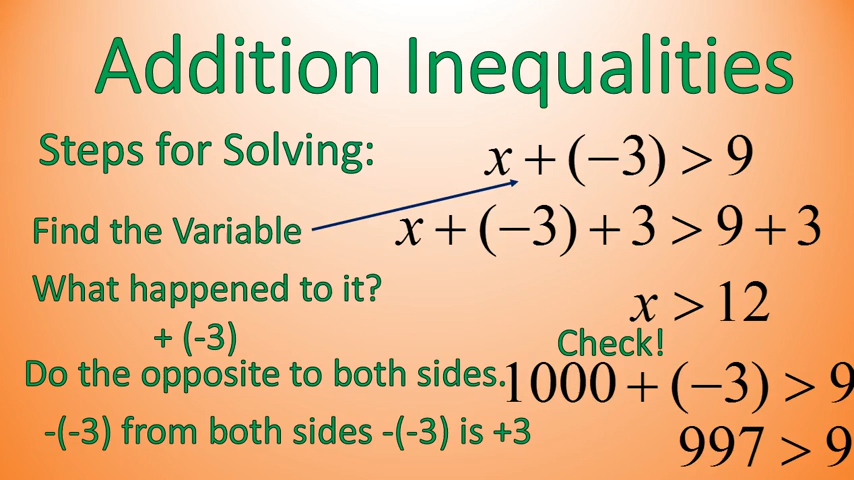 Addition Inequalities
Steps for Solving:
x + (−3) > 9
Find the Variable
x + (−3) + 3 > 9 + 3
What happened to it?
x > 12
+ (-3)
Check!
Do the opposite to both sides.
1000 + (−3) > 9
-(-3) from both sides -(-3) is +3
997 > 9